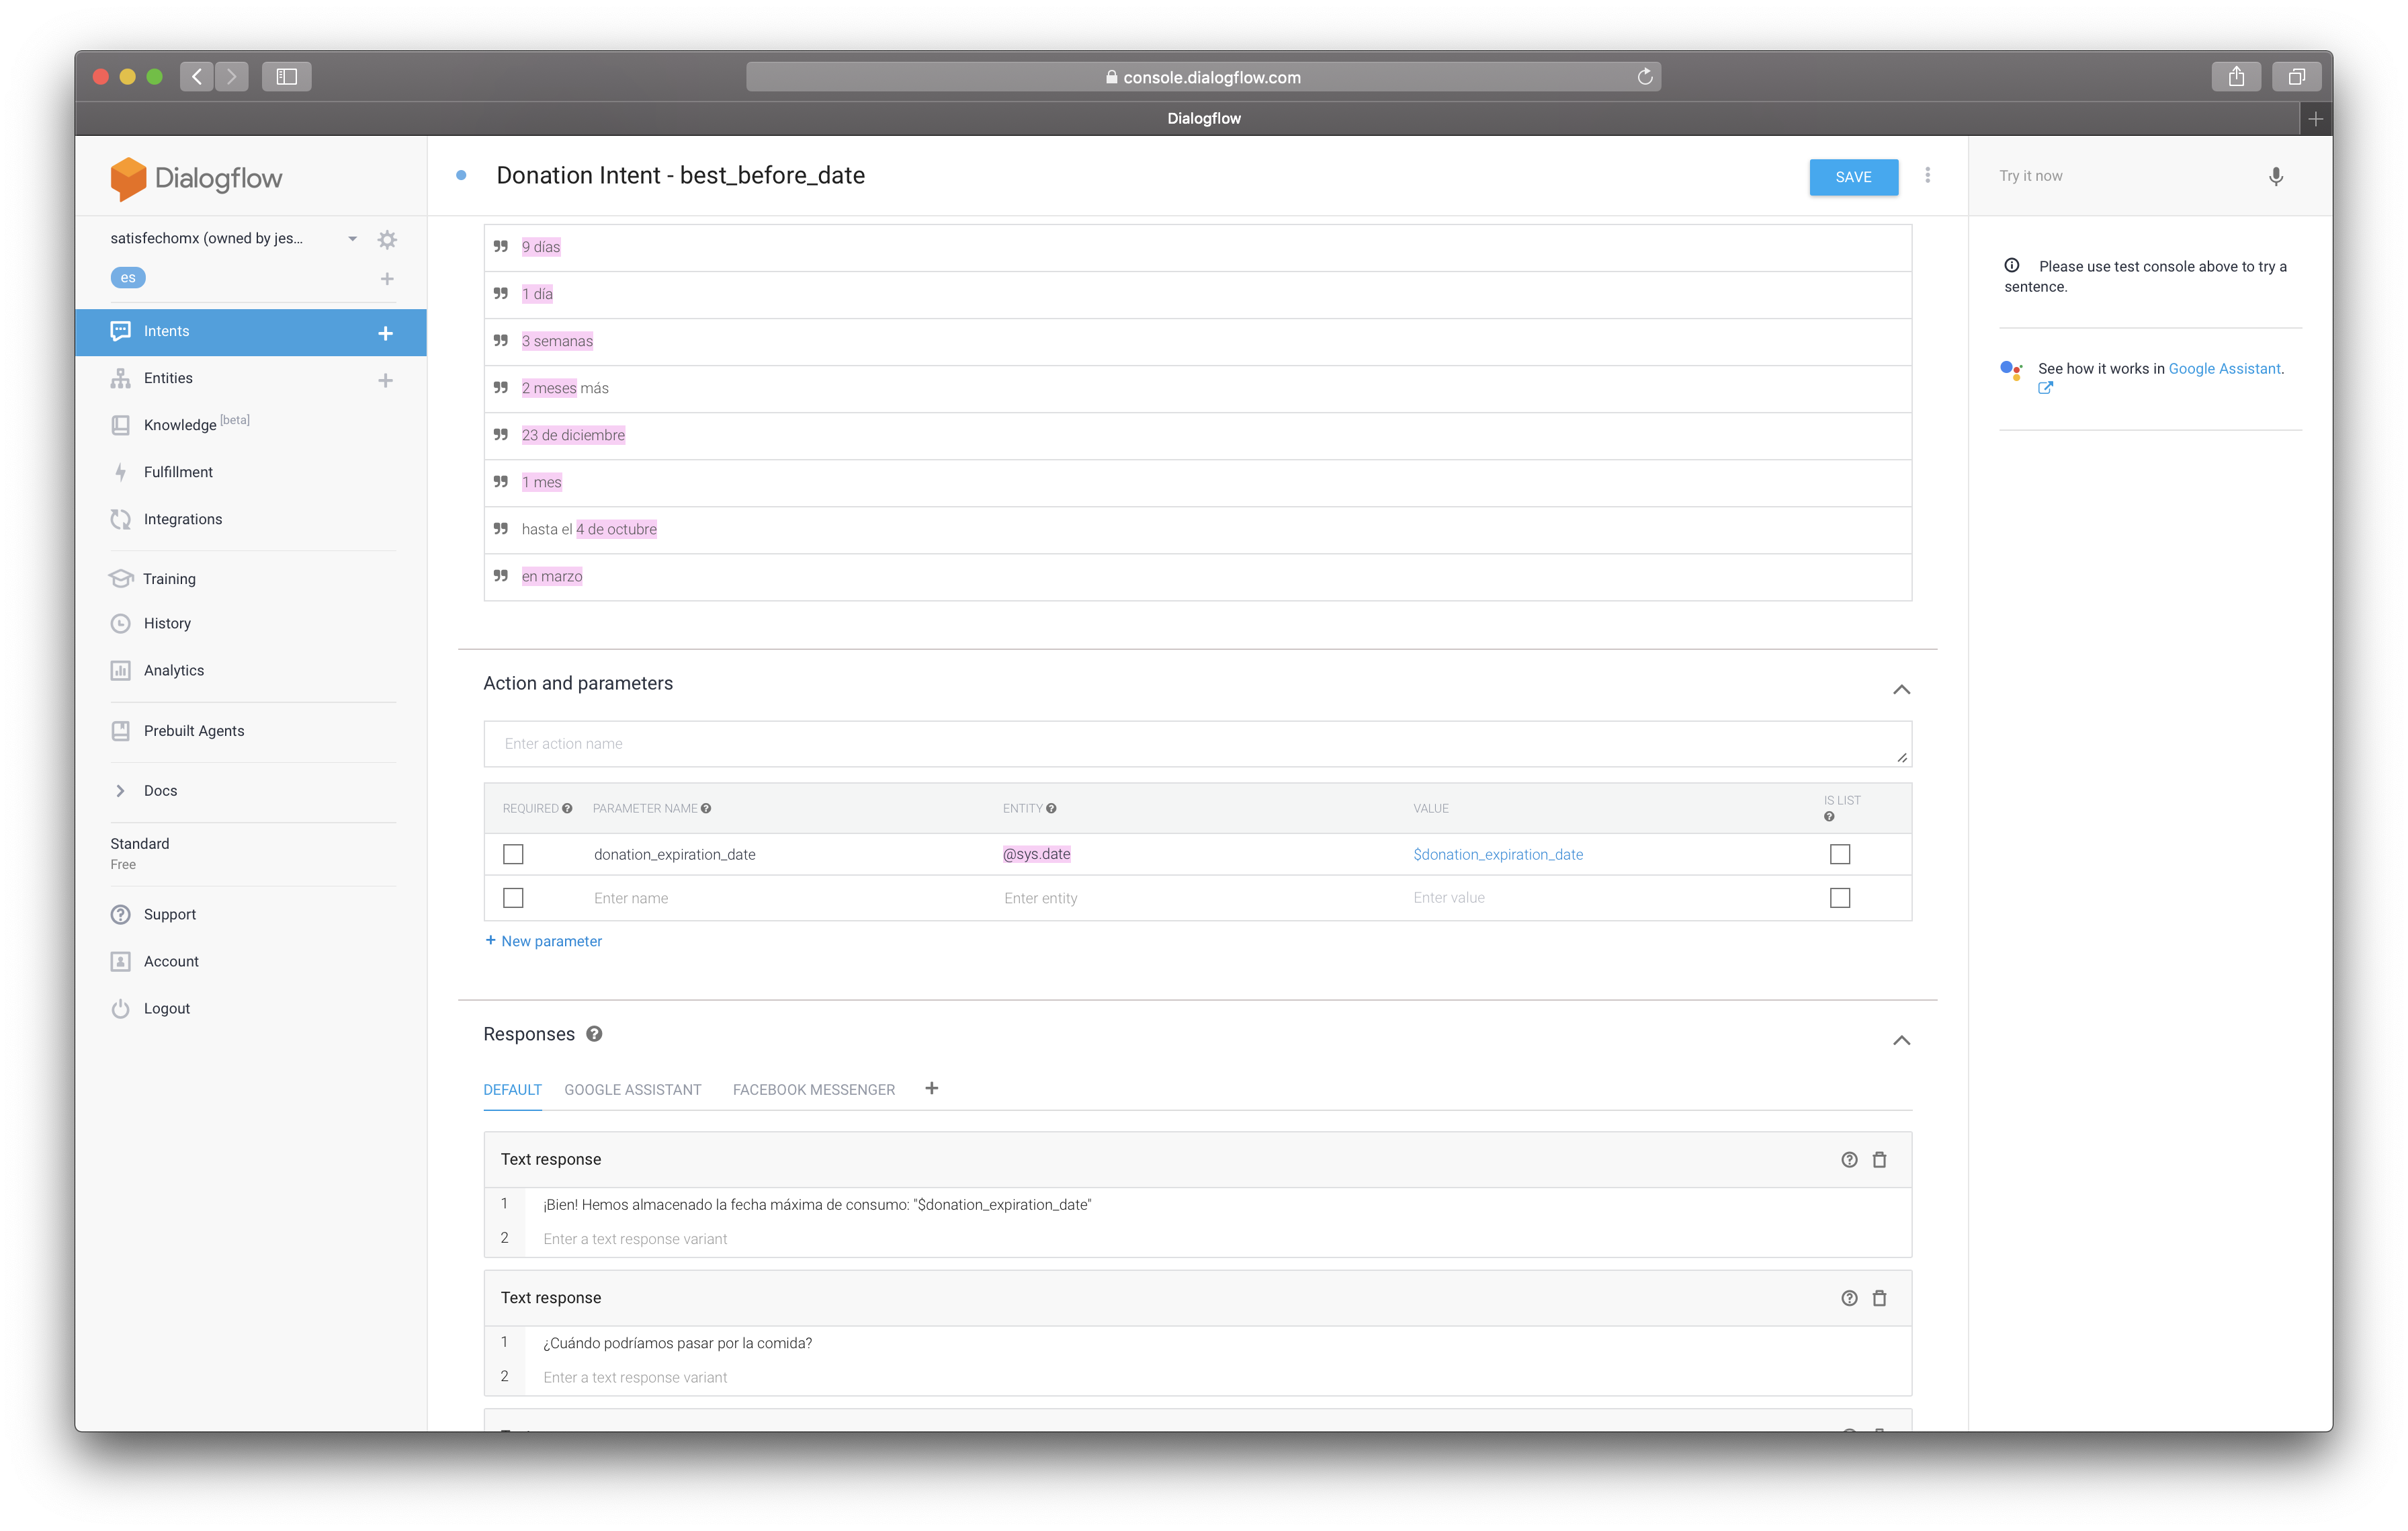 console.dialogflow.com
Dialogflow
Dialogflow
satisfechomx (owned by jes...
es
Intents
Entities
Knowledge [beta]
Fulfillment
Integrations
Training
History
Analytics
Prebuilt Agents
Docs
Standard
Free
Support
Account
Logout
Donation Intent - best_before_date
SAVE
9 días
1 día
3 semanas
2 meses más
23 de diciembre
1 mes
hasta el 4 de octubre
en marzo
Action and parameters
Enter action name
REQUIRED PARAMETER NAME ENTITY VALUE IS LIST
donation_expiration_date @sys.date $donation_expiration_date
Enter name Enter entity Enter value
+ New parameter
Responses
DEFAULT GOOGLE ASSISTANT FACEBOOK MESSENGER +
Text response
1 ¡Bien! Hemos almacenado la fecha máxima de consumo: "$donation_expiration_date"
2 Enter a text response variant
Text response
1 ¿Cuándo podríamos pasar por la comida?
2 Enter a text response variant
Try it now
Please use test console above to try a
sentence.
See how it works in Google Assistant.